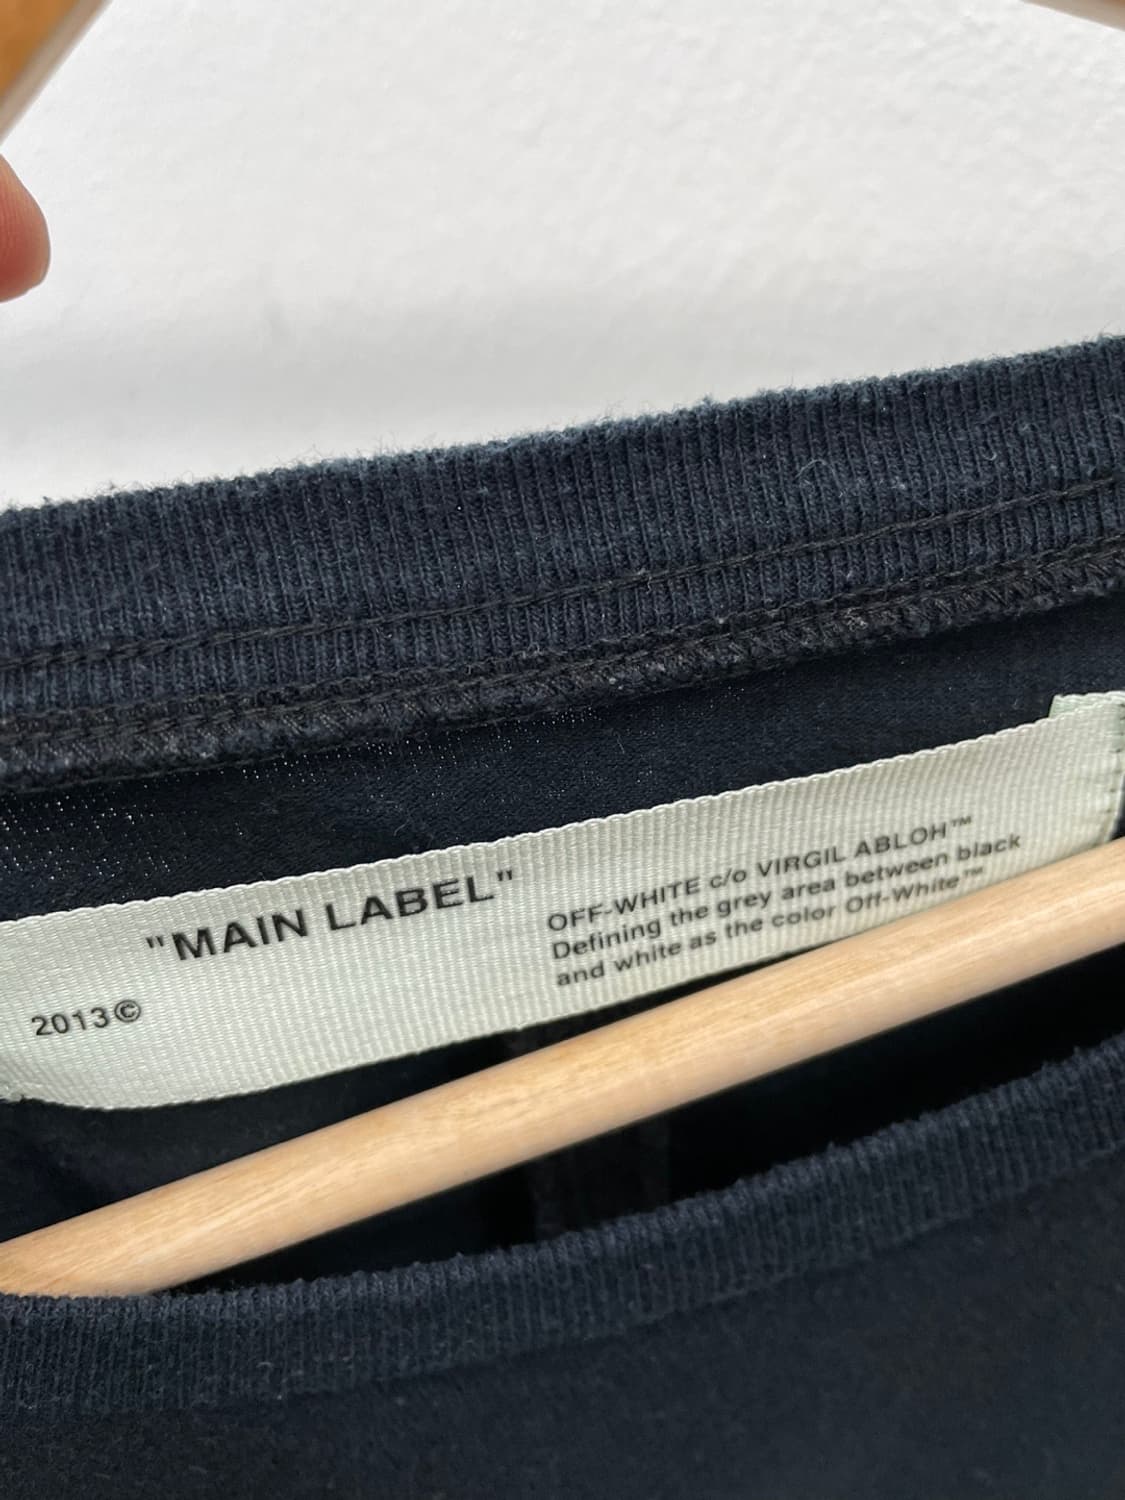 "MAIN LABEL"
2013©
OFF-WHITE c/o VIRGIL ABLOH™
Defining the grey area between black
and white as the color Off-White™